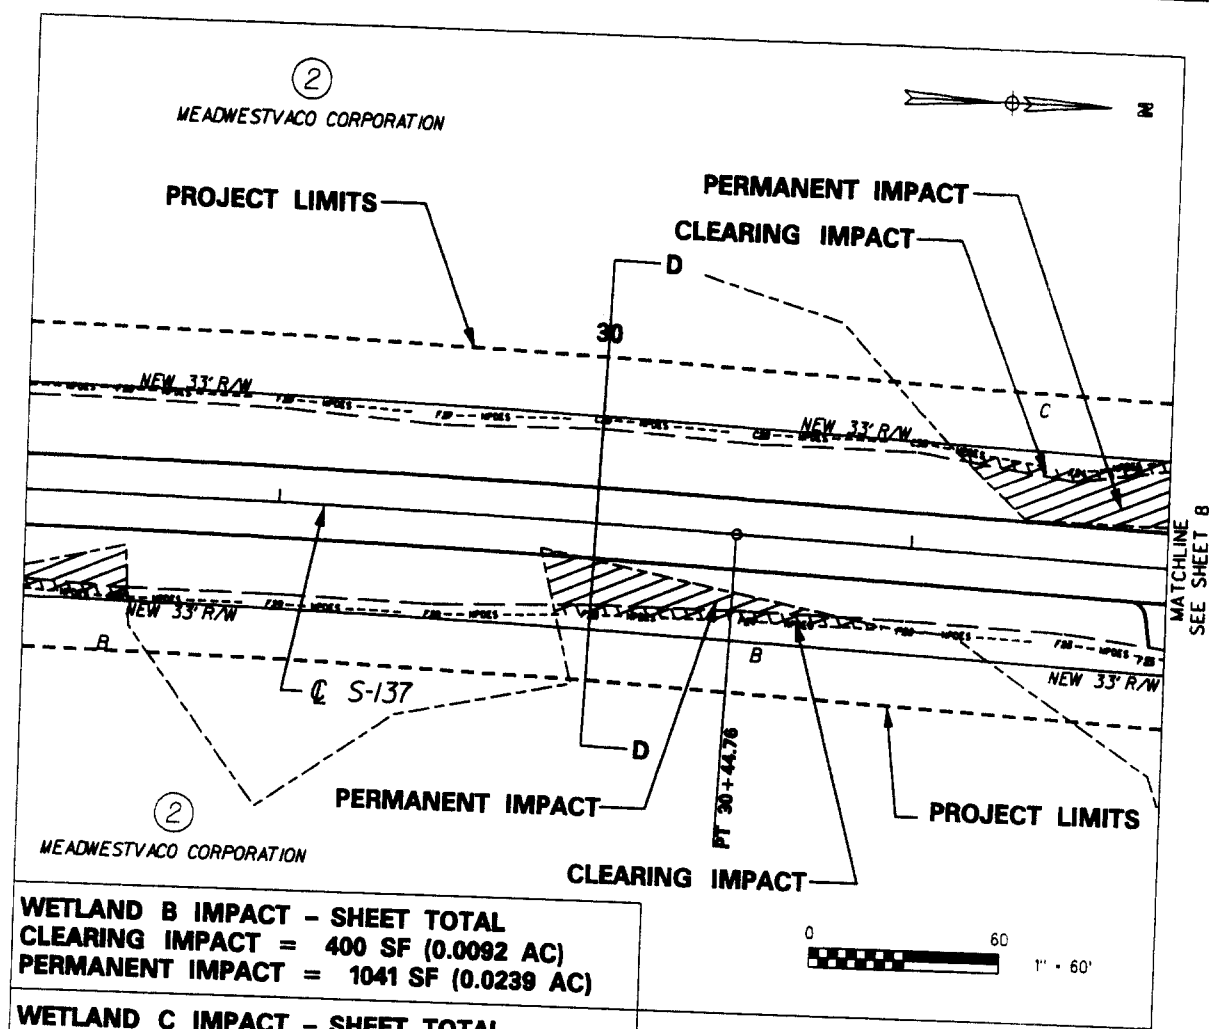 2
MEADWESTVACO CORPORATION
N
PROJECT LIMITS
PERMANENT IMPACT
CLEARING IMPACT
D
30
NEW 33' R/W
NEW 33' R/W
C
MATCHLINE
SEE SHEET 8
NEW 33' R/W
B
B
NEW 33' R/W
℄ S-137
D
PT 30+44.76
PERMANENT IMPACT
PROJECT LIMITS
2
MEADWESTVACO CORPORATION
CLEARING IMPACT
WETLAND B IMPACT - SHEET TOTAL
CLEARING IMPACT = 400 SF (0.0092 AC)
PERMANENT IMPACT = 1041 SF (0.0239 AC)
0 60
1" - 60'
WETLAND C IMPACT - SHEET TOTAL